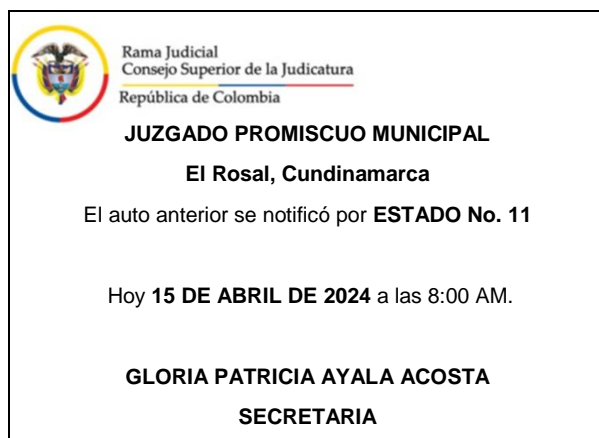 Rama Judicial
Consejo Superior de la Judicatura
República de Colombia
JUZGADO PROMISCUO MUNICIPAL
El Rosal, Cundinamarca
El auto anterior se notificó por ESTADO No. 11
Hoy 15 DE ABRIL DE 2024 a las 8:00 AM.
GLORIA PATRICIA AYALA ACOSTA
SECRETARIA